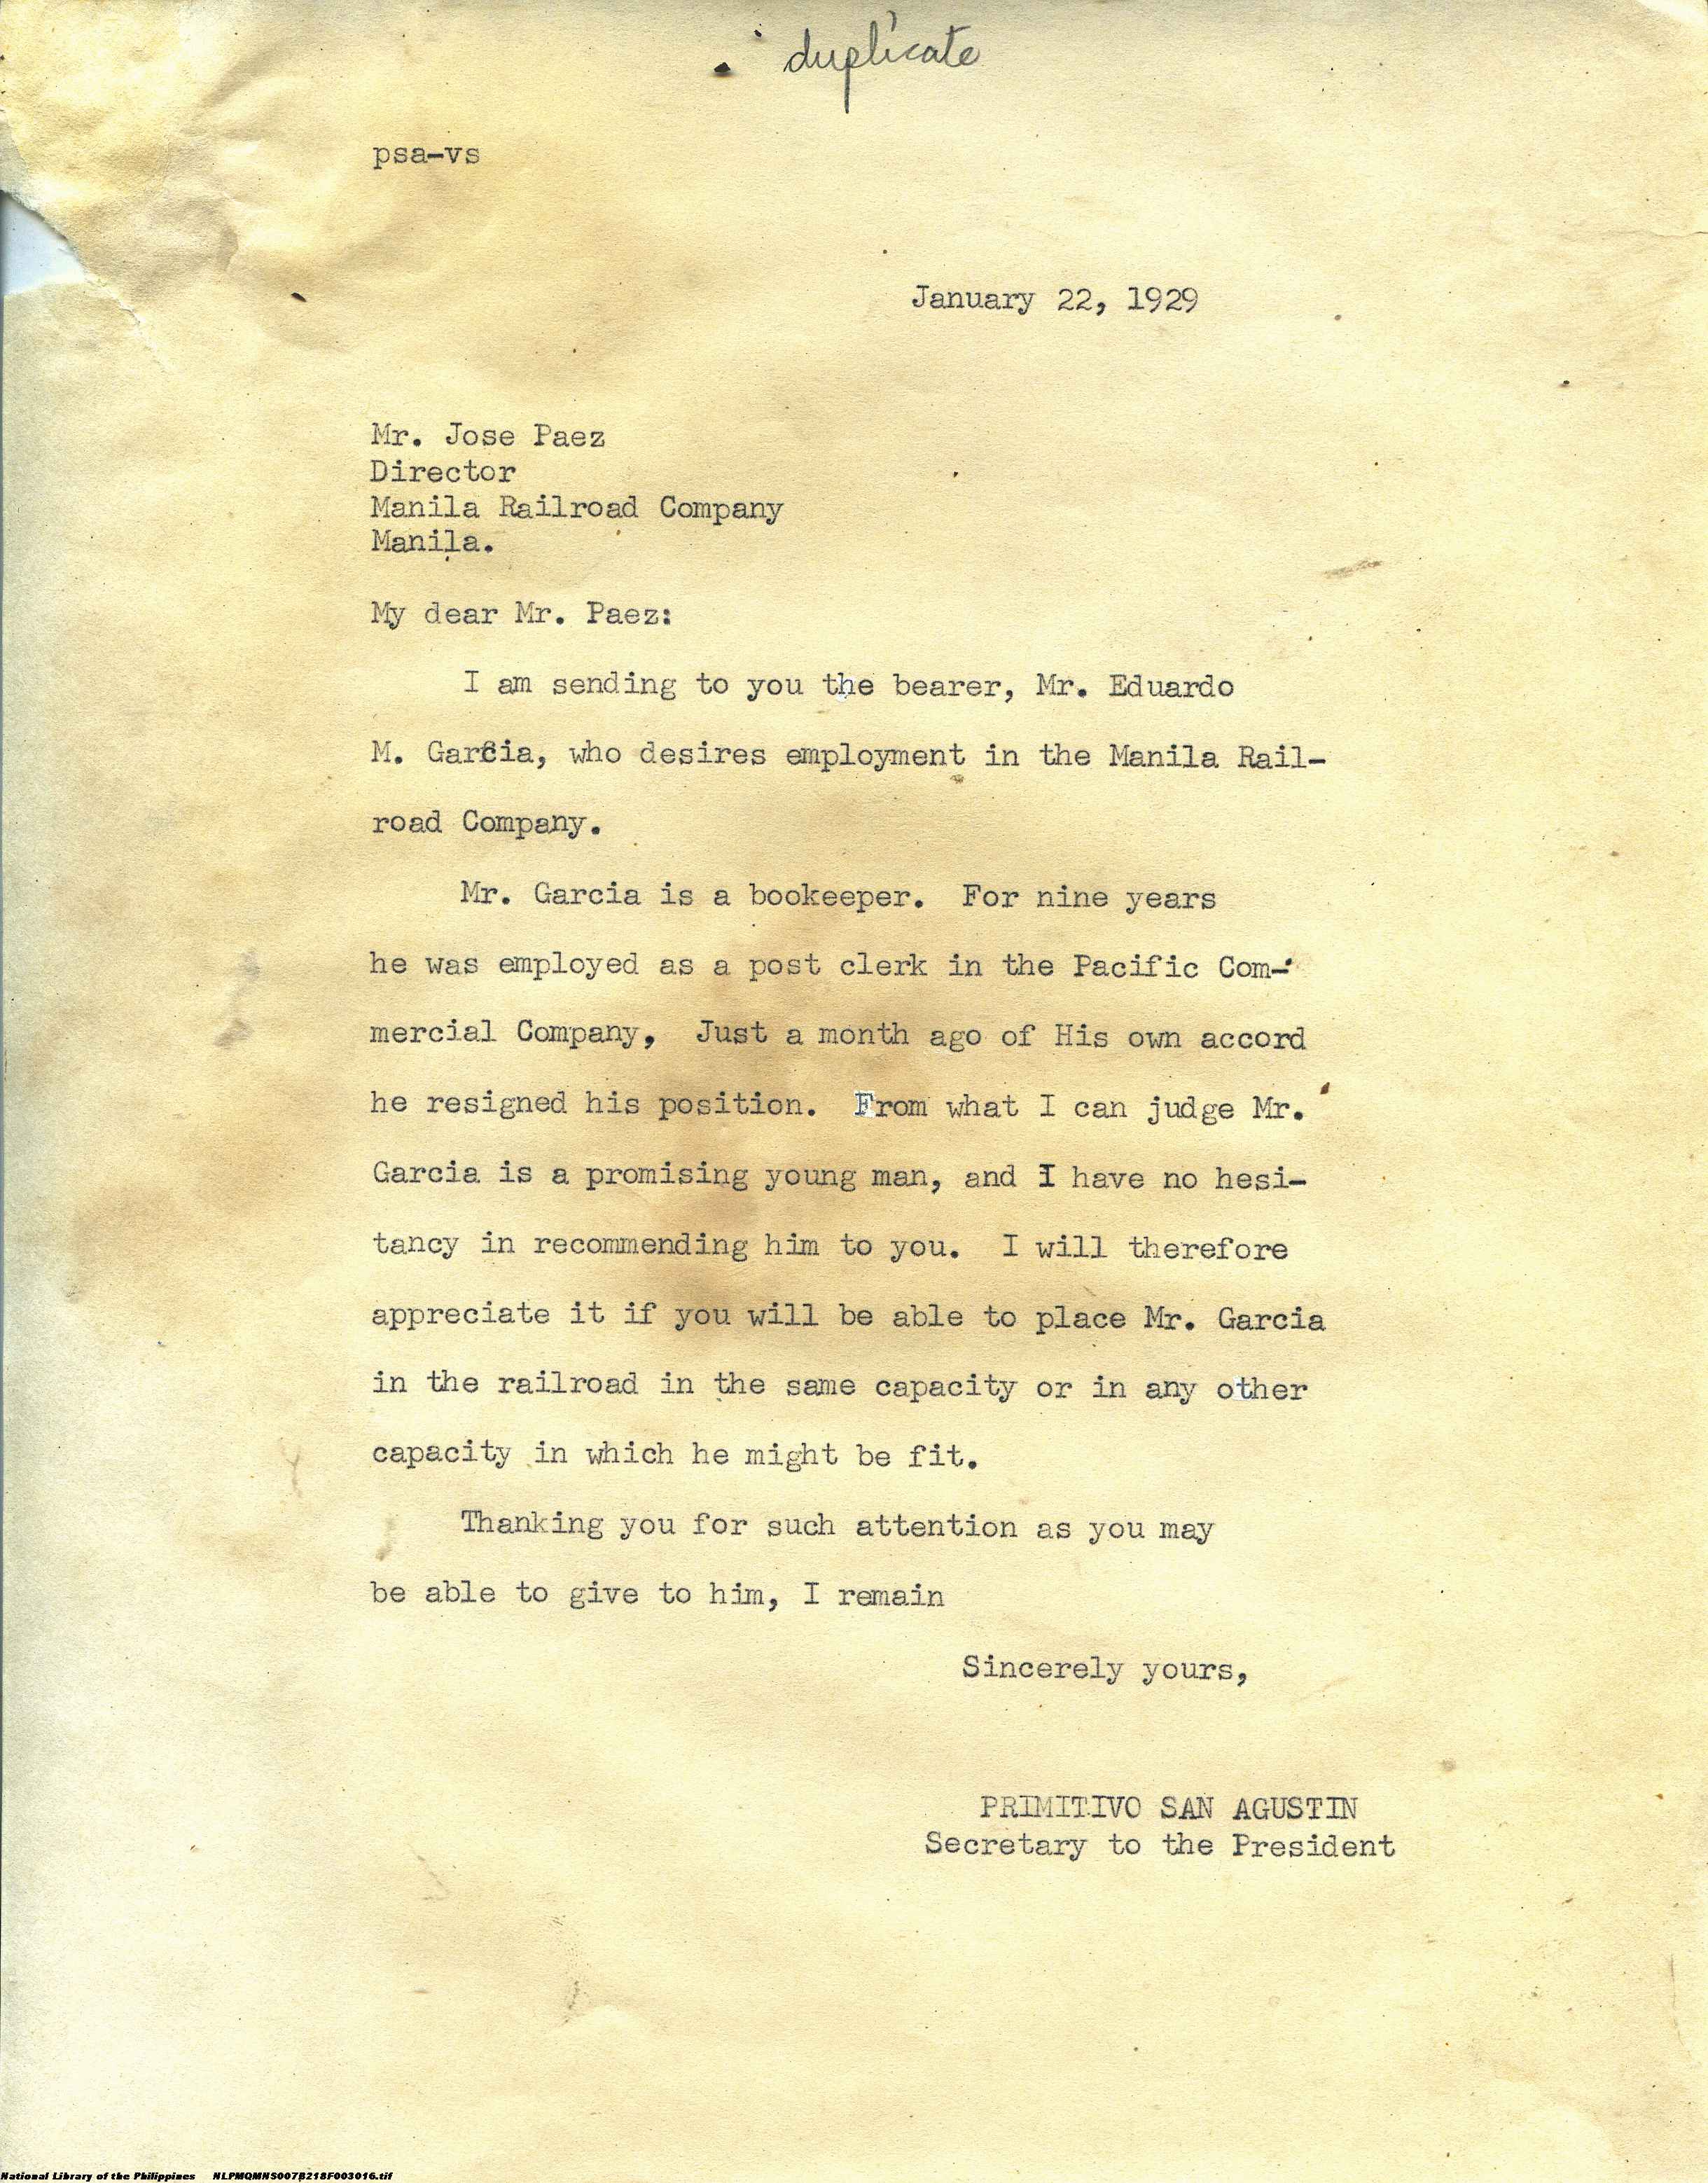 duplicate
psa-vs
January 22, 1929
Mr. Jose Paez
Director
Manila Railroad Company
Manila.
My dear Mr. Paez:
I am sending to you the bearer, Mr. Eduardo
M. Garcia, who desires employment in the Manila Rail-
road Company.
Mr. Garcia is a bookeeper. For nine years
he was employed as a post clerk in the Pacific Com-
mercial Company, Just a month ago of His own accord
he resigned his position. From what I can judge Mr.
Garcia is a promising young man, and I have no hesi-
tancy in recommending him to you. I will therefore
appreciate it if you will be able to place Mr. Garcia
in the railroad in the same capacity or in any other
capacity in which he might be fit.
Thanking you for such attention as you may
be able to give to him, I remain
Sincerely yours,
PRIMITIVO SAN AGUSTIN
Secretary to the President
National Library of the Philippines NLPMQMNS007B218F003016.tif